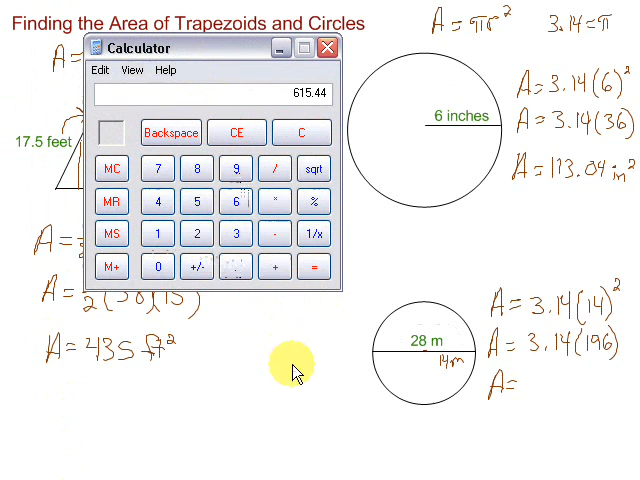 Finding the Area of Trapezoids and Circles
A = πr² 3.14 = π
A =
Calculator
Edit View Help
615.44
Backspace CE C
MC 7 8 9 / sqrt
MR 4 5 6 * %
MS 1 2 3 - 1/x
M+ 0 +/- . + =
17.5 feet
A =
A =
2
A = 435 ft²
6 inches
A = 3.14(6)²
A = 3.14(36)
A = 113.04 in²
28 m
14m
A = 3.14(14)²
A = 3.14(196)
A =